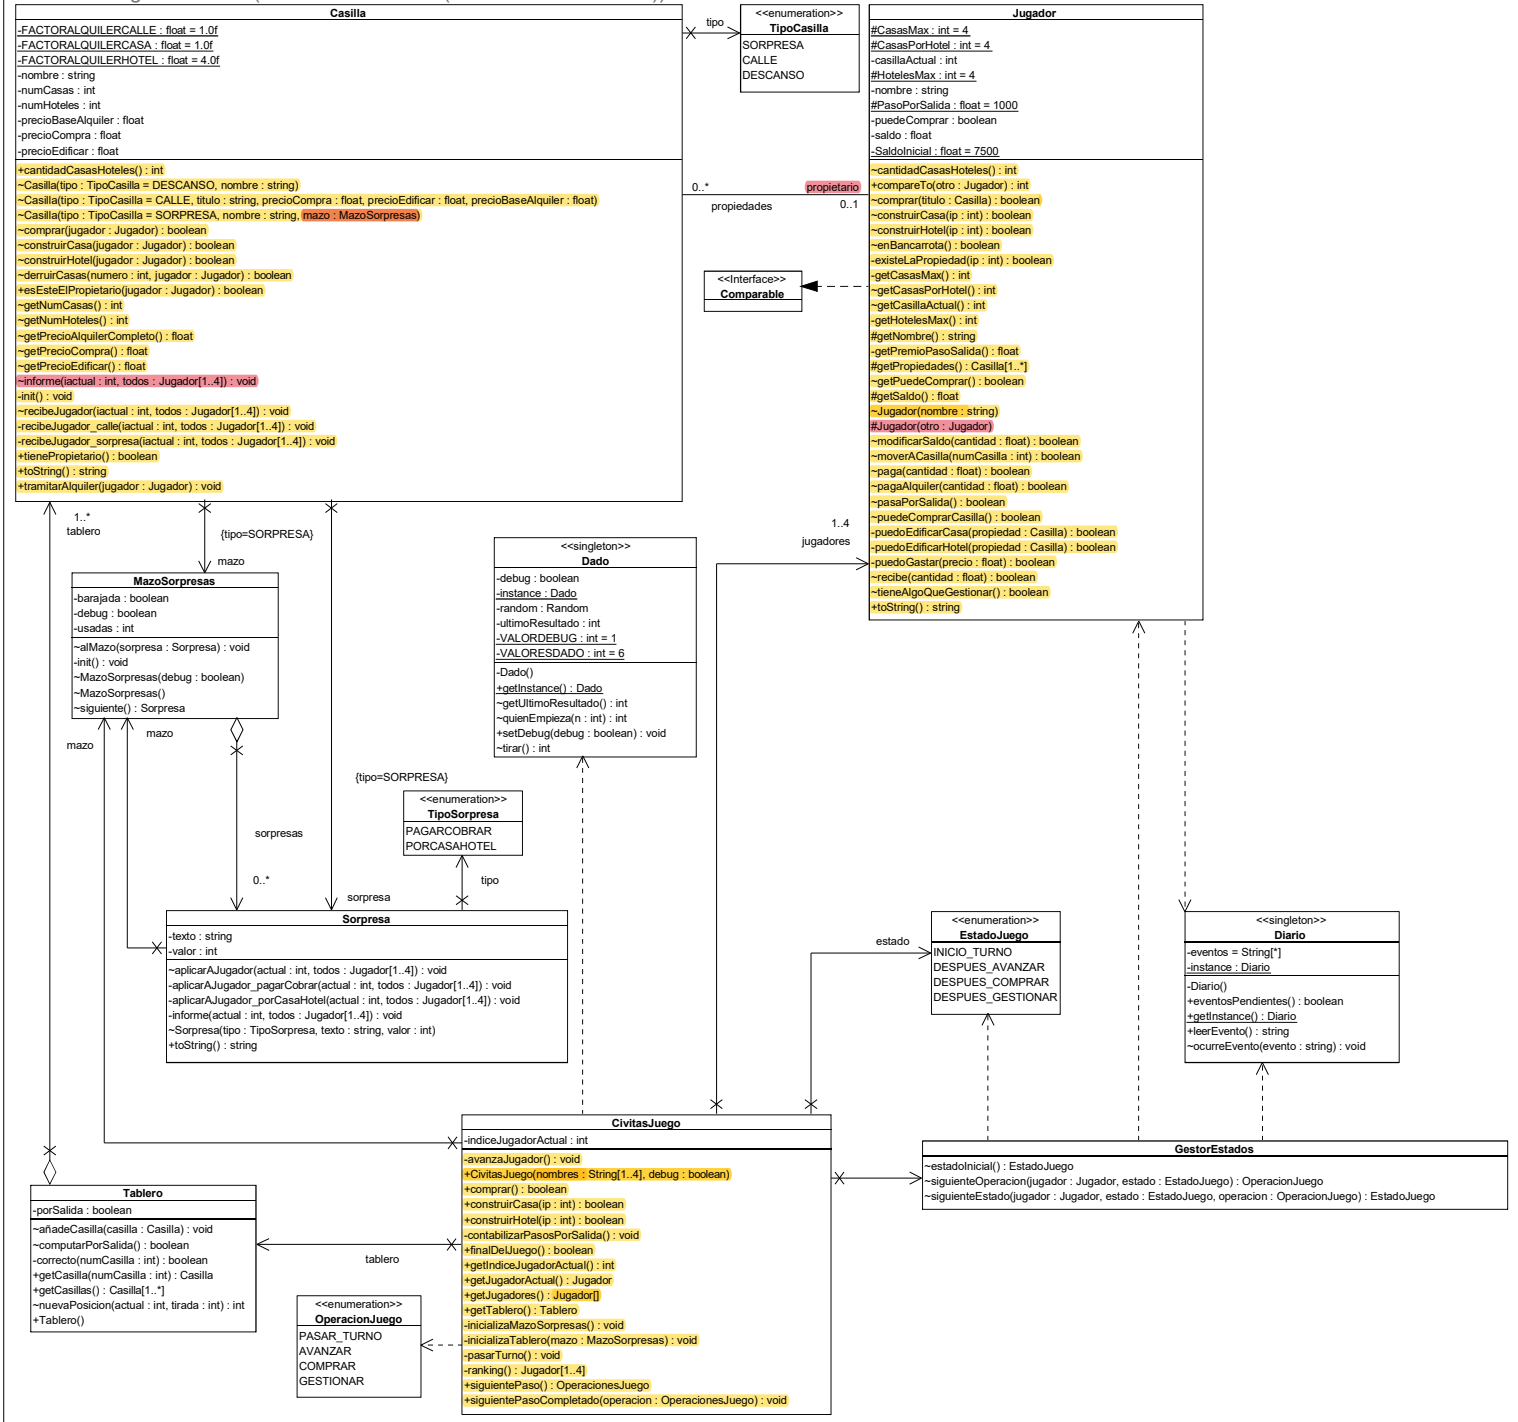 Casilla
-FACTORALQUILERCALLE : float = 1.0f
-FACTORALQUILERCASA : float = 1.0f
-FACTORALQUILERHOTEL : float = 4.0f
-nombre : string
-numCasas : int
-numHoteles : int
-precioBaseAlquiler : float
-precioCompra : float
-precioEdificar : float
+cantidadCasasHoteles() : int
~Casilla(tipo : TipoCasilla = DESCANSO, nombre : string)
~Casilla(tipo : TipoCasilla = CALLE, titulo : string, precioCompra : float, precioEdificar : float, precioBaseAlquiler : float)
~Casilla(tipo : TipoCasilla = SORPRESA, nombre : string, mazo : MazoSorpresas)
~comprar(jugador : Jugador) : boolean
~construirCasa(jugador : Jugador) : boolean
~construirHotel(jugador : Jugador) : boolean
~derruirCasas(numero : int, jugador : Jugador) : boolean
+esEsteElPropietario(jugador : Jugador) : boolean
~getNumCasas() : int
~getNumHoteles() : int
~getPrecioAlquilerCompleto() : float
~getPrecioCompra() : float
~getPrecioEdificar() : float
~informe(iactual : int, todos : Jugador[1..4]) : void
-init() : void
~recibeJugador(iactual : int, todos : Jugador[1..4]) : void
-recibeJugador_calle(iactual : int, todos : Jugador[1..4]) : void
-recibeJugador_sorpresa(iactual : int, todos : Jugador[1..4]) : void
+tienePropietario() : boolean
+toString() : string
+tramitarAlquiler(jugador : Jugador) : void
tipo
<<enumeration>>
TipoCasilla
SORPRESA
CALLE
DESCANSO
0..*
propietario
propiedades
0..1
<<Interface>>
Comparable
Jugador
#CasasMax : int = 4
#CasasPorHotel : int = 4
-casillaActual : int
#HotelesMax : int = 4
-nombre : string
#PasoPorSalida : float = 1000
-puedeComprar : boolean
-saldo : float
-SaldoInicial : float = 7500
~cantidadCasasHoteles() : int
+compareTo(otro : Jugador) : int
~comprar(titulo : Casilla) : boolean
~construirCasa(ip : int) : boolean
~construirHotel(ip : int) : boolean
~enBancarrota() : boolean
-existeLaPropiedad(ip : int) : boolean
-getCasasMax() : int
~getCasasPorHotel() : int
~getCasillaActual() : int
-getHotelesMax() : int
#getNombre() : string
-getPremioPasoSalida() : float
#getPropiedades() : Casilla[1..*]
~getPuedeComprar() : boolean
#getSaldo() : float
~Jugador(nombre : string)
#Jugador(otro : Jugador)
~modificarSaldo(cantidad : float) : boolean
~moverACasilla(numCasilla : int) : boolean
~paga(cantidad : float) : boolean
~pagaAlquiler(cantidad : float) : boolean
~pasaPorSalida() : boolean
~puedeComprarCasilla() : boolean
-puedoEdificarCasa(propiedad : Casilla) : boolean
-puedoEdificarHotel(propiedad : Casilla) : boolean
-puedoGastar(precio : float) : boolean
~recibe(cantidad : float) : boolean
~tieneAlgoQueGestionar() : boolean
+toString() : string
1..*
tablero
{tipo=SORPRESA}
mazo
1..4
jugadores
MazoSorpresas
-barajada : boolean
-debug : boolean
-usadas : int
~alMazo(sorpresa : Sorpresa) : void
-init() : void
~MazoSorpresas(debug : boolean)
~MazoSorpresas()
~siguiente() : Sorpresa
<<singleton>>
Dado
-debug : boolean
-instance : Dado
-random : Random
-ultimoResultado : int
-VALORDEBUG : int = 1
-VALORESDADO : int = 6
-Dado()
+getInstance() : Dado
~getUltimoResultado() : int
~quienEmpieza(n : int) : int
+setDebug(debug : boolean) : void
~tirar() : int
mazo
mazo
{tipo=SORPRESA}
<<enumeration>>
TipoSorpresa
PAGARCOBRAR
PORCASAHOTEL
sorpresas
0..*
tipo
sorpresa
Sorpresa
-texto : string
-valor : int
~aplicarAJugador(actual : int, todos : Jugador[1..4]) : void
-aplicarAJugador_pagarCobrar(actual : int, todos : Jugador[1..4]) : void
-aplicarAJugador_porCasaHotel(actual : int, todos : Jugador[1..4]) : void
-informe(actual : int, todos : Jugador[1..4]) : void
~Sorpresa(tipo : TipoSorpresa, texto : string, valor : int)
+toString() : string
estado
<<enumeration>>
EstadoJuego
INICIO_TURNO
DESPUES_AVANZAR
DESPUES_COMPRAR
DESPUES_GESTIONAR
<<singleton>>
Diario
-eventos = String[*]
-instance : Diario
-Diario()
+eventosPendientes() : boolean
+getInstance() : Diario
+leerEvento() : string
~ocurreEvento(evento : string) : void
CivitasJuego
-indiceJugadorActual : int
-avanzaJugador() : void
+CivitasJuego(nombres : String[1..4], debug : boolean)
+comprar() : boolean
+construirCasa(ip : int) : boolean
+construirHotel(ip : int) : boolean
-contabilizarPasosPorSalida() : void
+finalDelJuego() : boolean
+getIndiceJugadorActual() : int
+getJugadorActual() : Jugador
+getJugadores() : Jugador[]
+getTablero() : Tablero
-inicializaMazoSorpresas() : void
-inicializaTablero(mazo : MazoSorpresas) : void
-pasarTurno() : void
-ranking() : Jugador[1..4]
+siguientePaso() : OperacionesJuego
+siguientePasoCompletado(operacion : OperacionesJuego) : void
GestorEstados
~estadoInicial() : EstadoJuego
~siguienteOperacion(jugador : Jugador, estado : EstadoJuego) : OperacionJuego
~siguienteEstado(jugador : Jugador, estado : EstadoJuego, operacion : OperacionJuego) : EstadoJuego
Tablero
-porSalida : boolean
~añadeCasilla(casilla : Casilla) : void
~computarPorSalida() : boolean
-correcto(numCasilla : int) : boolean
+getCasilla(numCasilla : int) : Casilla
+getCasillas() : Casilla[1..*]
~nuevaPosicion(actual : int, tirada : int) : int
+Tablero()
tablero
<<enumeration>>
OperacionJuego
PASAR_TURNO
AVANZAR
COMPRAR
GESTIONAR